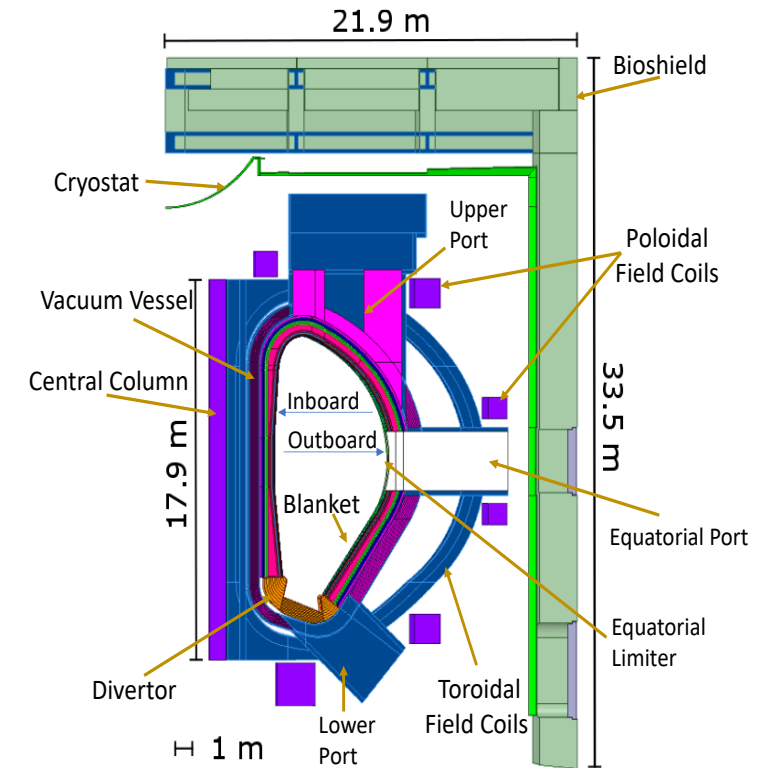 21.9 m
Bioshield
Cryostat
Upper
Port
Poloidal
Field Coils
Vacuum Vessel
Central Column
Inboard
Outboard
33.5 m
17.9 m
Blanket
Equatorial Port
Equatorial
Limiter
Divertor
Toroidal
Field Coils
Lower
Port
1 m